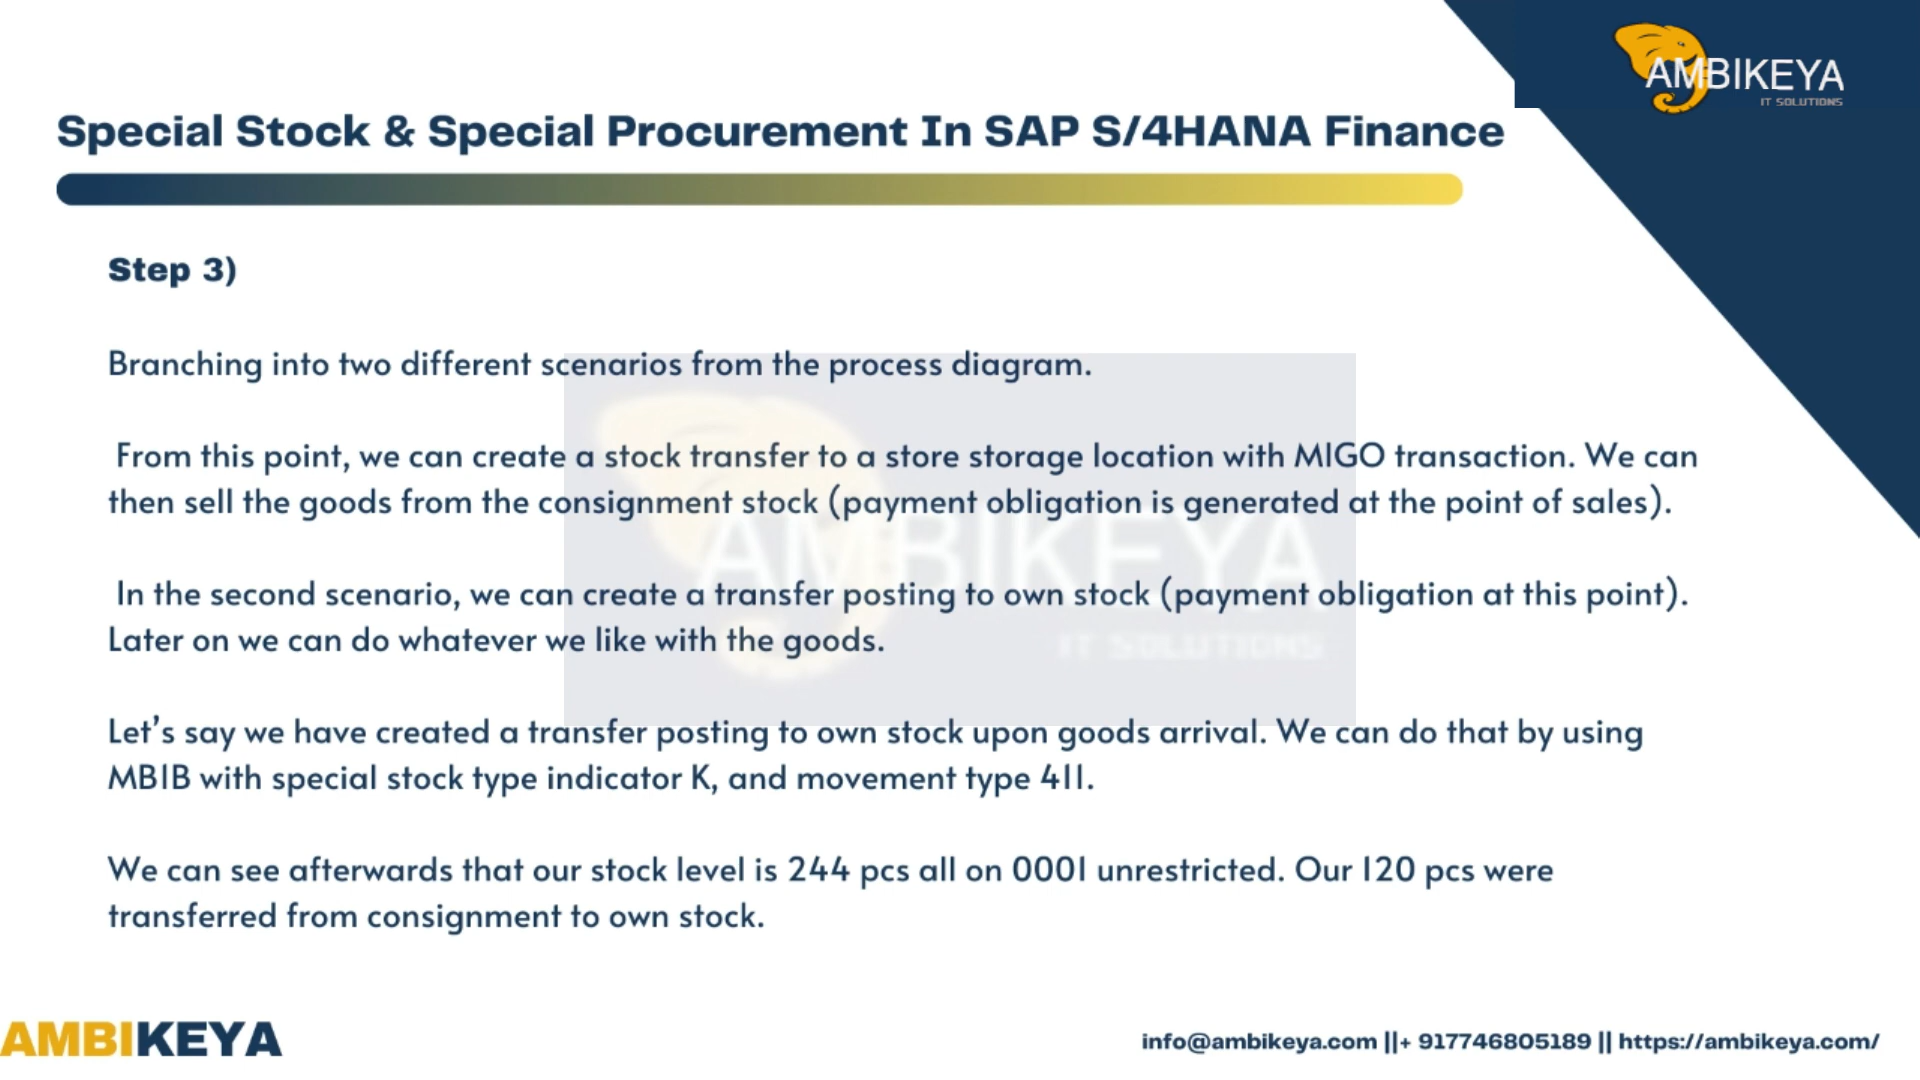 AMBIKEYA
IT SOLUTIONS
Special Stock & Special Procurement In SAP S/4HANA Finance
Step 3)
Branching into two different scenarios from the process diagram.
From this point, we can create a stock transfer to a store storage location with MIGO transaction. We can
then sell the goods from the consignment stock (payment obligation is generated at the point of sales).
In the second scenario, we can create a transfer posting to own stock (payment obligation at this point).
Later on we can do whatever we like with the goods.
AMBIKEYA
IT SOLUTIONS
Let's say we have created a transfer posting to own stock upon goods arrival. We can do that by using
MB1B with special stock type indicator K, and movement type 411.
We can see afterwards that our stock level is 244 pcs all on 0001 unrestricted. Our 120 pcs were
transferred from consignment to own stock.
AMBIKEYA
info@ambikeya.com ||+ 917746805189 || https://ambikeya.com/